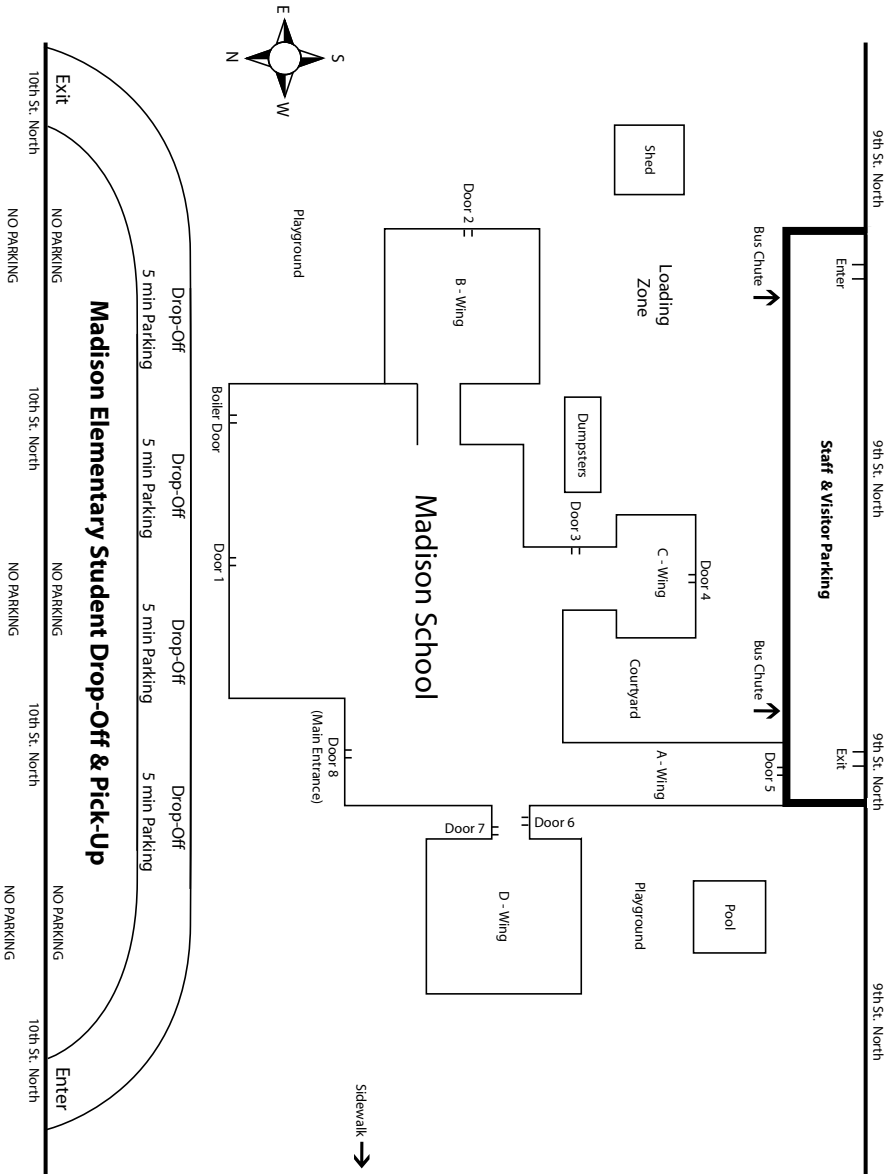 9th St. North
9th St. North
9th St. North
9th St. North
Enter
Exit
Staff & Visitor Parking
Bus Chute
Bus Chute
Door 5
Pool
Door 4
Shed
Loading
Zone
C - Wing
A - Wing
Courtyard
Playground
Dumpsters
Door 3
Door 6
D - Wing
Door 2
Door 7
B - Wing
Madison School
Sidewalk
S
E
W
N
Door 8
(Main Entrance)
Playground
Boiler Door
Door 1
Drop-Off
Drop-Off
Drop-Off
Drop-Off
5 min Parking
5 min Parking
5 min Parking
5 min Parking
Madison Elementary Student Drop-Off & Pick-Up
Exit
NO PARKING
NO PARKING
NO PARKING
Enter
10th St. North
10th St. North
10th St. North
10th St. North
NO PARKING
NO PARKING
NO PARKING